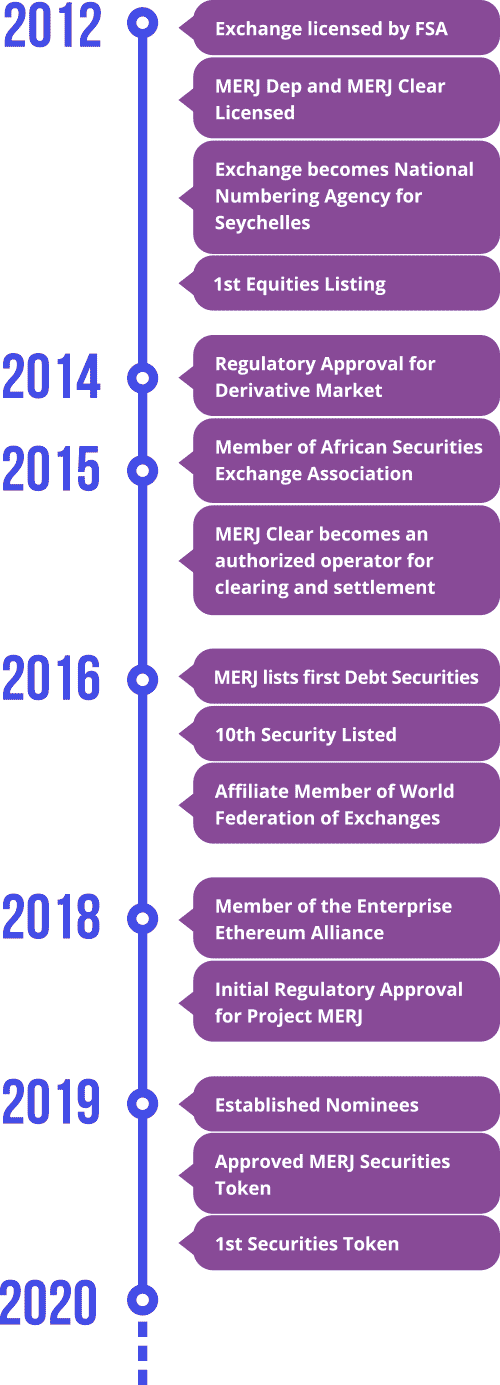 2012
Exchange licensed by FSA
MERJ Dep and MERJ Clear
Licensed
Exchange becomes National
Numbering Agency for
Seychelles
1st Equities Listing
2014
Regulatory Approval for
Derivative Market
2015
Member of African Securities
Exchange Association
MERJ Clear becomes an
authorized operator for
clearing and settlement
2016
MERJ lists first Debt Securities
10th Security Listed
Affiliate Member of World
Federation of Exchanges
2018
Member of the Enterprise
Ethereum Alliance
Initial Regulatory Approval
for Project MERJ
2019
Established Nominees
Approved MERJ Securities
Token
1st Securities Token
2020